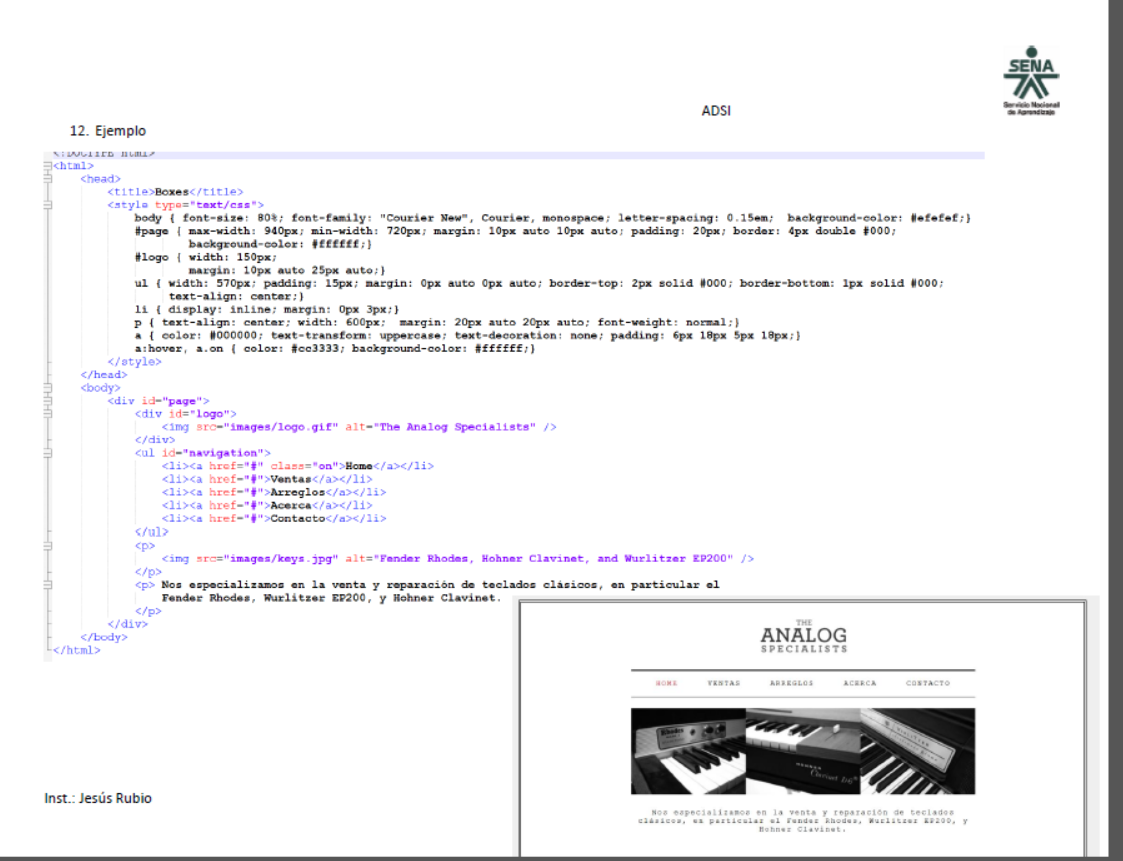 SENA
Servicio Nacional
de Aprendizaje
ADSI
12. Ejemplo
<!DOCTYPE html>
<html>
<head>
<title>Boxes</title>
<style type="text/css">
body { font-size: 80%; font-family: "Courier New", Courier, monospace; letter-spacing: 0.15em; background-color: #efefef;}
#page { max-width: 940px; min-width: 720px; margin: 10px auto 10px auto; padding: 20px; border: 4px double #000;
background-color: #ffffff;}
#logo { width: 150px;
margin: 10px auto 25px auto;}
ul { width: 570px; padding: 15px; margin: 0px auto 0px auto; border-top: 2px solid #000; border-bottom: 1px solid #000;
text-align: center;}
li { display: inline; margin: 0px 3px;}
p { text-align: center; width: 600px; margin: 20px auto 20px auto; font-weight: normal;}
a { color: #000000; text-transform: uppercase; text-decoration: none; padding: 6px 18px 5px 18px;}
a:hover, a.on { color: #cc3333; background-color: #ffffff;}
</style>
</head>
<body>
<div id="page">
<div id="logo">
<img src="images/logo.gif" alt="The Analog Specialists" />
</div>
<ul id="navigation">
<li><a href="#" class="on">Home</a></li>
<li><a href="#">Ventas</a></li>
<li><a href="#">Arreglos</a></li>
<li><a href="#">Acerca</a></li>
<li><a href="#">Contacto</a></li>
</ul>
<p>
<img src="images/keys.jpg" alt="Fender Rhodes, Hohner Clavinet, and Wurlitzer EP200" />
</p>
<p> Nos especializamos en la venta y reparación de teclados clásicos, en particular el
Fender Rhodes, Wurlitzer EP200, y Hohner Clavinet.
</p>
</div>
</body>
</html>
THE
ANALOG
SPECIALISTS
HOME VENTAS ARREGLOS ACERCA CONTACTO
Rhodes
HOHNER
Clavinet D6
WURLITZER
Nos especializamos en la venta y reparación de teclados
clásicos, en particular el Fender Rhodes, Wurlitzer EP200, y
Hohner Clavinet.
Inst.: Jesús Rubio